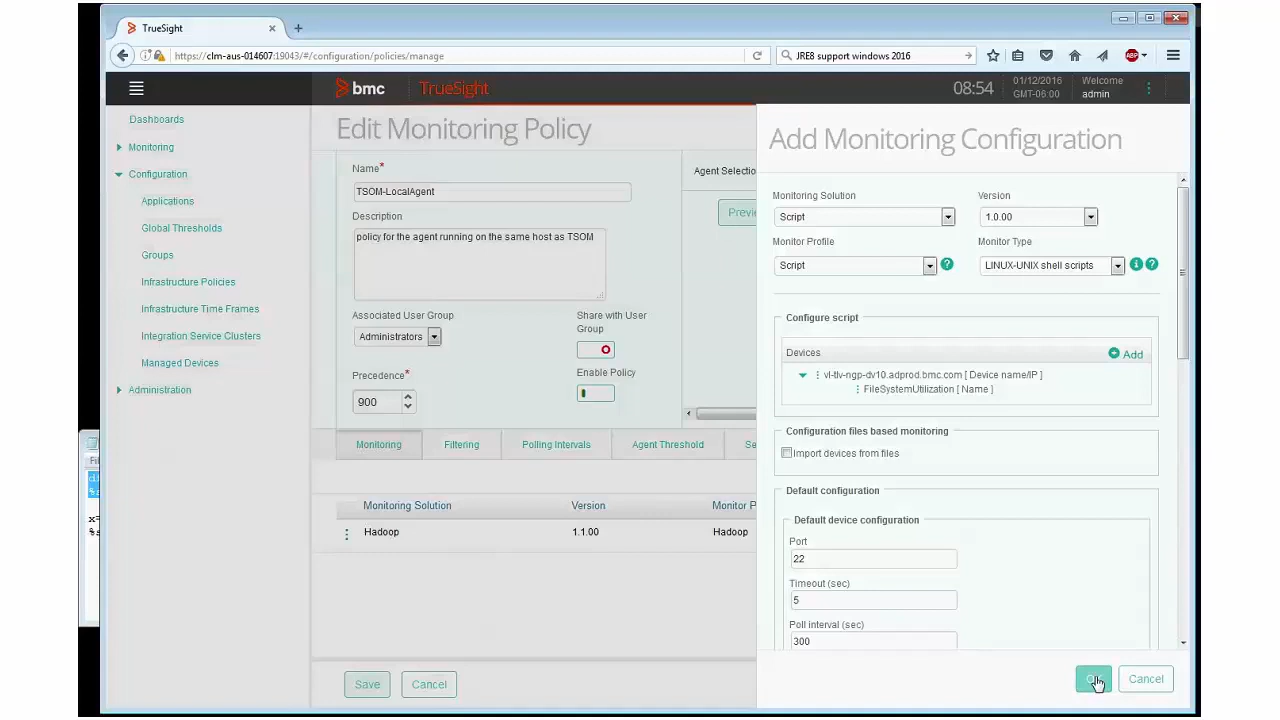 TrueSight
https://clm-aus-014607:19043/#/configuration/policies/manage
JRE8 support windows 2016
bmc TrueSight
08:54
01/12/2016
GMT-06:00
Welcome
admin
Dashboards
Monitoring
Configuration
Applications
Global Thresholds
Groups
Infrastructure Policies
Infrastructure Time Frames
Integration Service Clusters
Managed Devices
Administration
Edit Monitoring Policy
Name*
TSOM-LocalAgent
Description
policy for the agent running on the same host as TSOM
Associated User Group
Administrators
Share with User
Group
Precedence*
900
Enable Policy
Agent Selectio
Previe
Monitoring Filtering Polling Intervals Agent Threshold Se
Monitoring Solution Version Monitor P
Hadoop 1.1.00 Hadoop
Save Cancel
Add Monitoring Configuration
Monitoring Solution Version
Script 1.0.00
Monitor Profile Monitor Type
Script LINUX-UNIX shell scripts
Configure script
Devices Add
vl-tlv-ngp-dv10.adprod.bmc.com [ Device name/IP ]
FileSystemUtilization [ Name ]
Configuration files based monitoring
Import devices from files
Default configuration
Default device configuration
Port
22
Timeout (sec)
5
Poll interval (sec)
300
Cancel